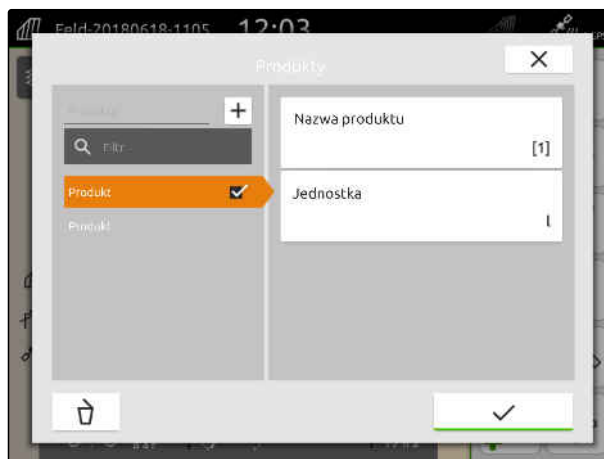 Feld-20180618-1105 12:03
Produkty
Nazwa produktu
[1]
Filtr
Produkt
Jednostka
l
Produkt